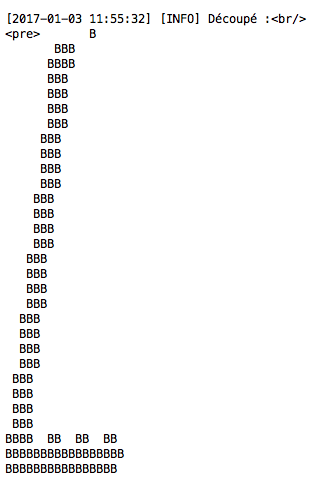 [2017-01-03 11:55:32] [INFO] Découpé :<br/>
<pre>       B
       BBB
      BBBB
      BBB
      BBB
      BBB
      BBB
     BBB
     BBB
     BBB
     BBB
    BBB
    BBB
    BBB
    BBB
   BBB
   BBB
   BBB
   BBB
  BBB
  BBB
  BBB
  BBB
 BBB
 BBB
 BBB
 BBB
BBBB  BB  BB  BB
BBBBBBBBBBBBBBBBB
BBBBBBBBBBBBBBBB